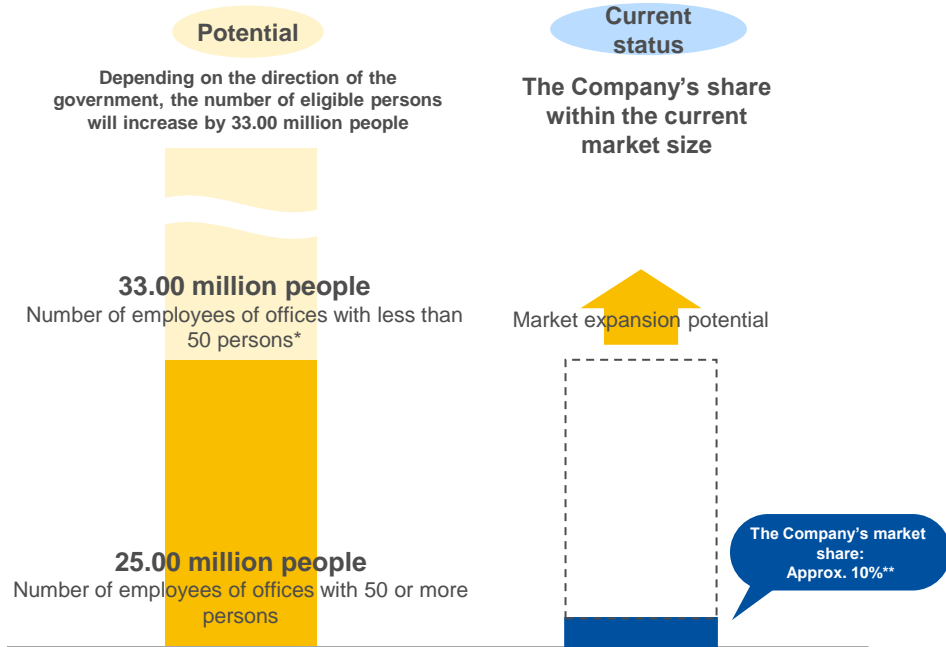 Potential
Depending on the direction of the
government, the number of eligible persons
will increase by 33.00 million people
33.00 million people
Number of employees of offices with less than
50 persons*
25.00 million people
Number of employees of offices with 50 or more
persons
Current
status
The Company’s share
within the current
market size
Market expansion potential
The Company’s market
share:
Approx. 10%**